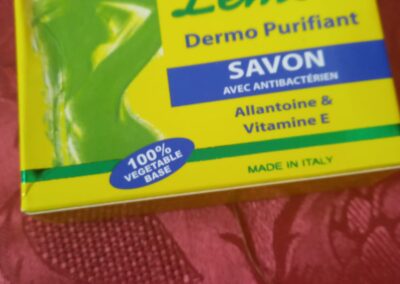 Dermo Purifiant
SAVON
AVEC ANTIBACTÉRIEN
Allantoine &
Vitamine E
100%
VEGETABLE
BASE
MADE IN ITALY